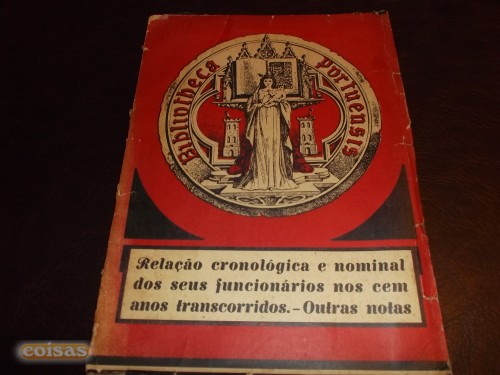 Bibliotheca
Portuensis
Relação cronológica e nominal
dos seus funcionários nos cem
anos transcorridos.-Outras notas
coisas